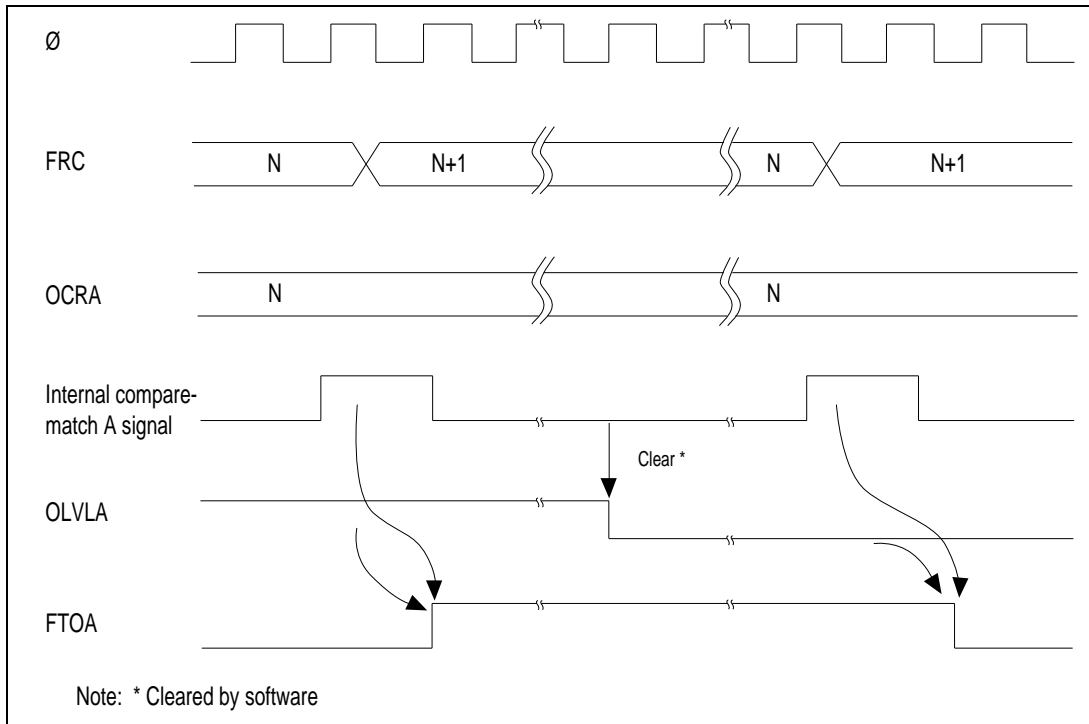 Ø
FRC
N
N+1
N
N+1
OCRA
N
N
Internal compare-
match A signal
Clear *
OLVLA
FTOA
Note: * Cleared by software